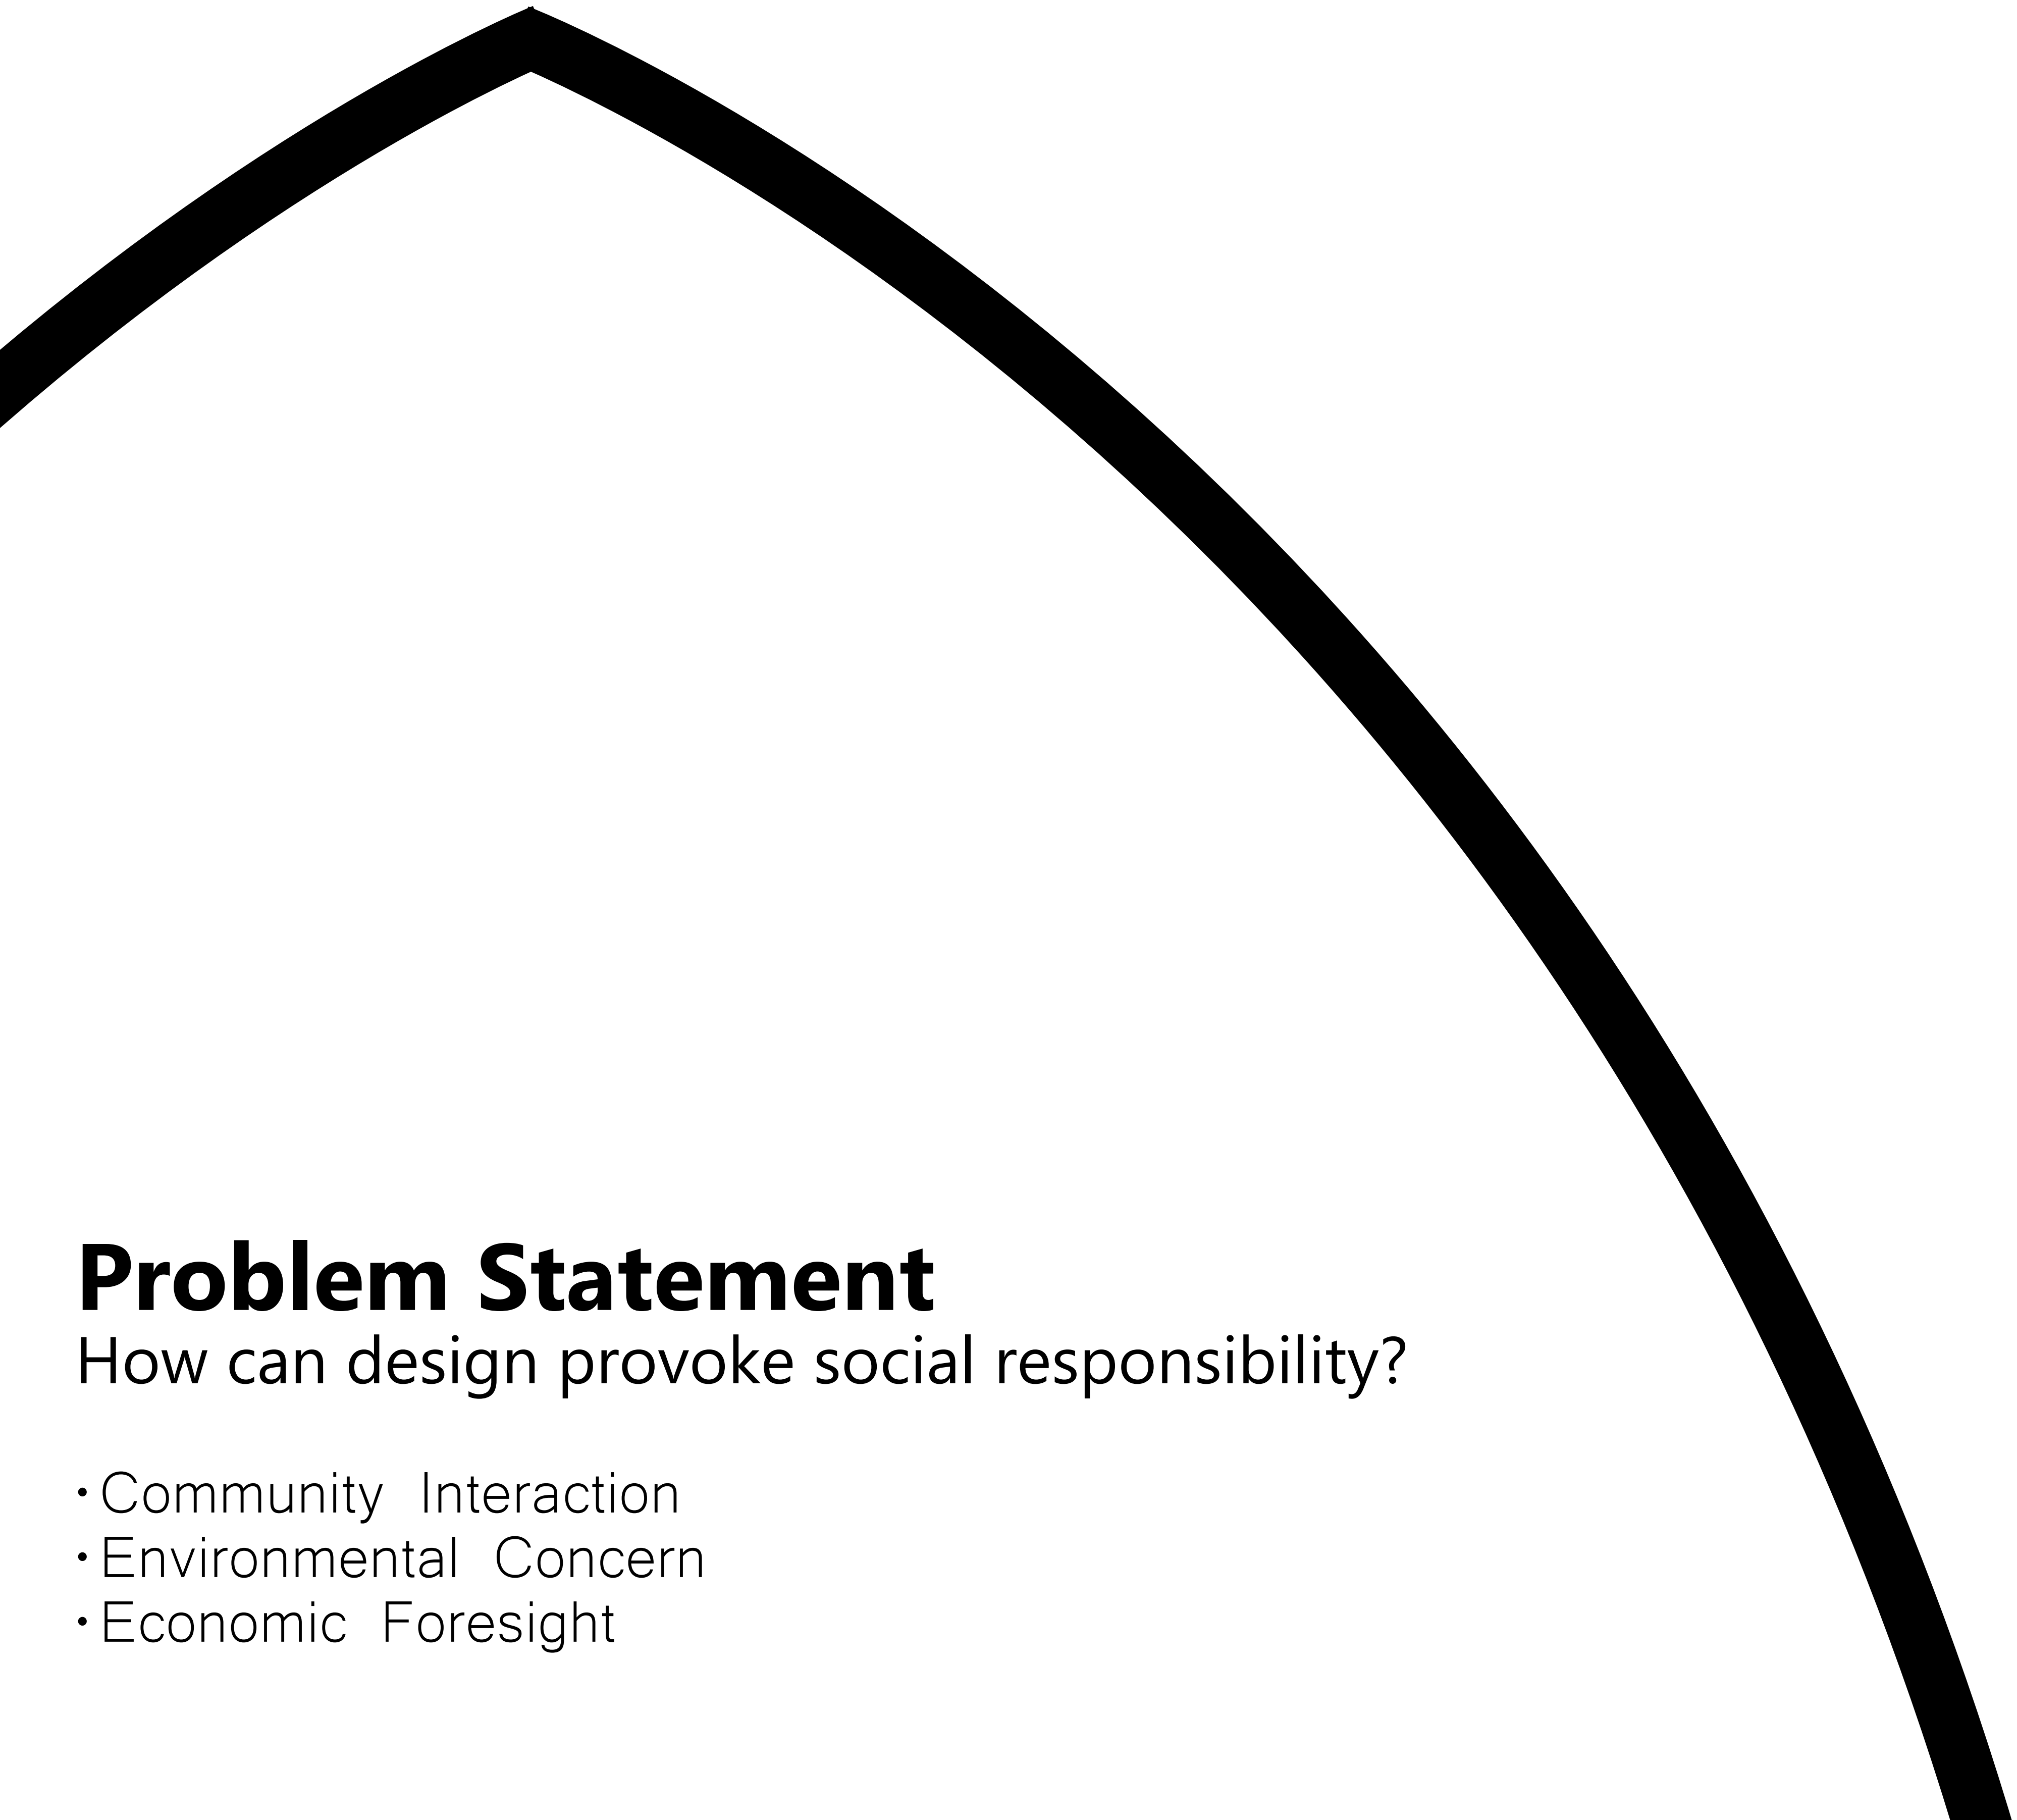 Problem Statement
How can design provoke social responsibility?
• Community Interaction
• Environmental Concern
• Economic Foresight